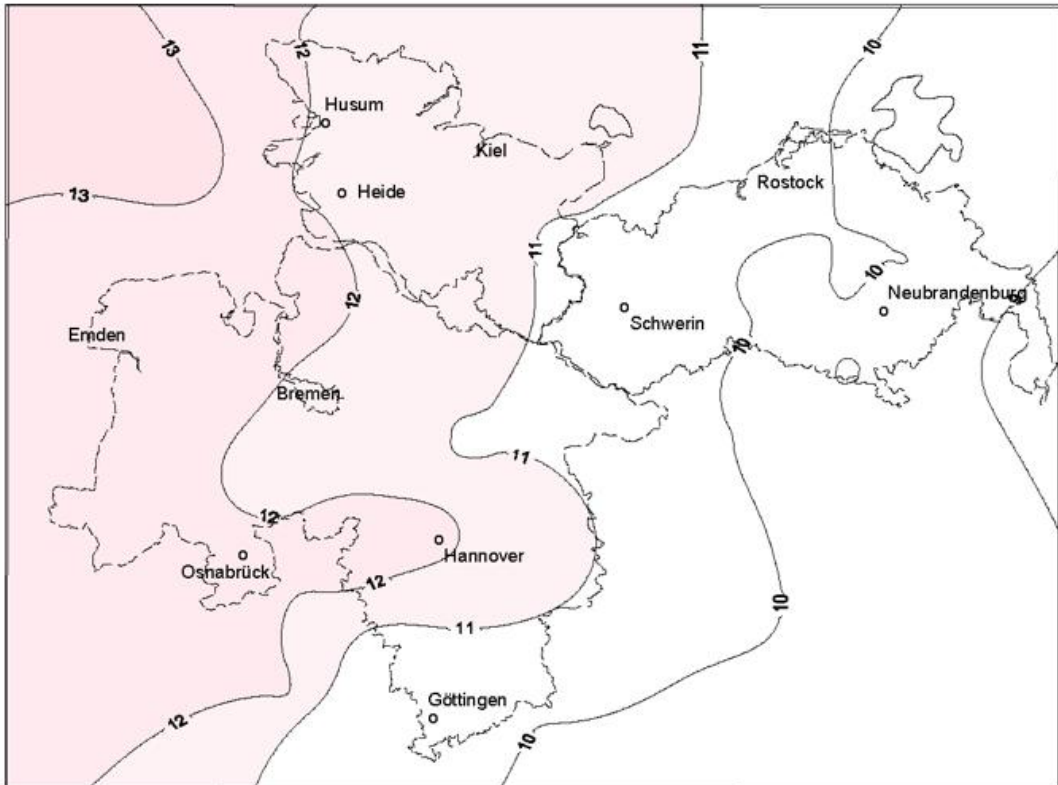 13
12
11
10
Husum
Kiel
Heide
13
Rostock
11
10
12
Neubrandenburg
Emden
Schwerin
10
Bremen
11
12
Hannover
Osnabrück
12
10
11
Göttingen
12
10